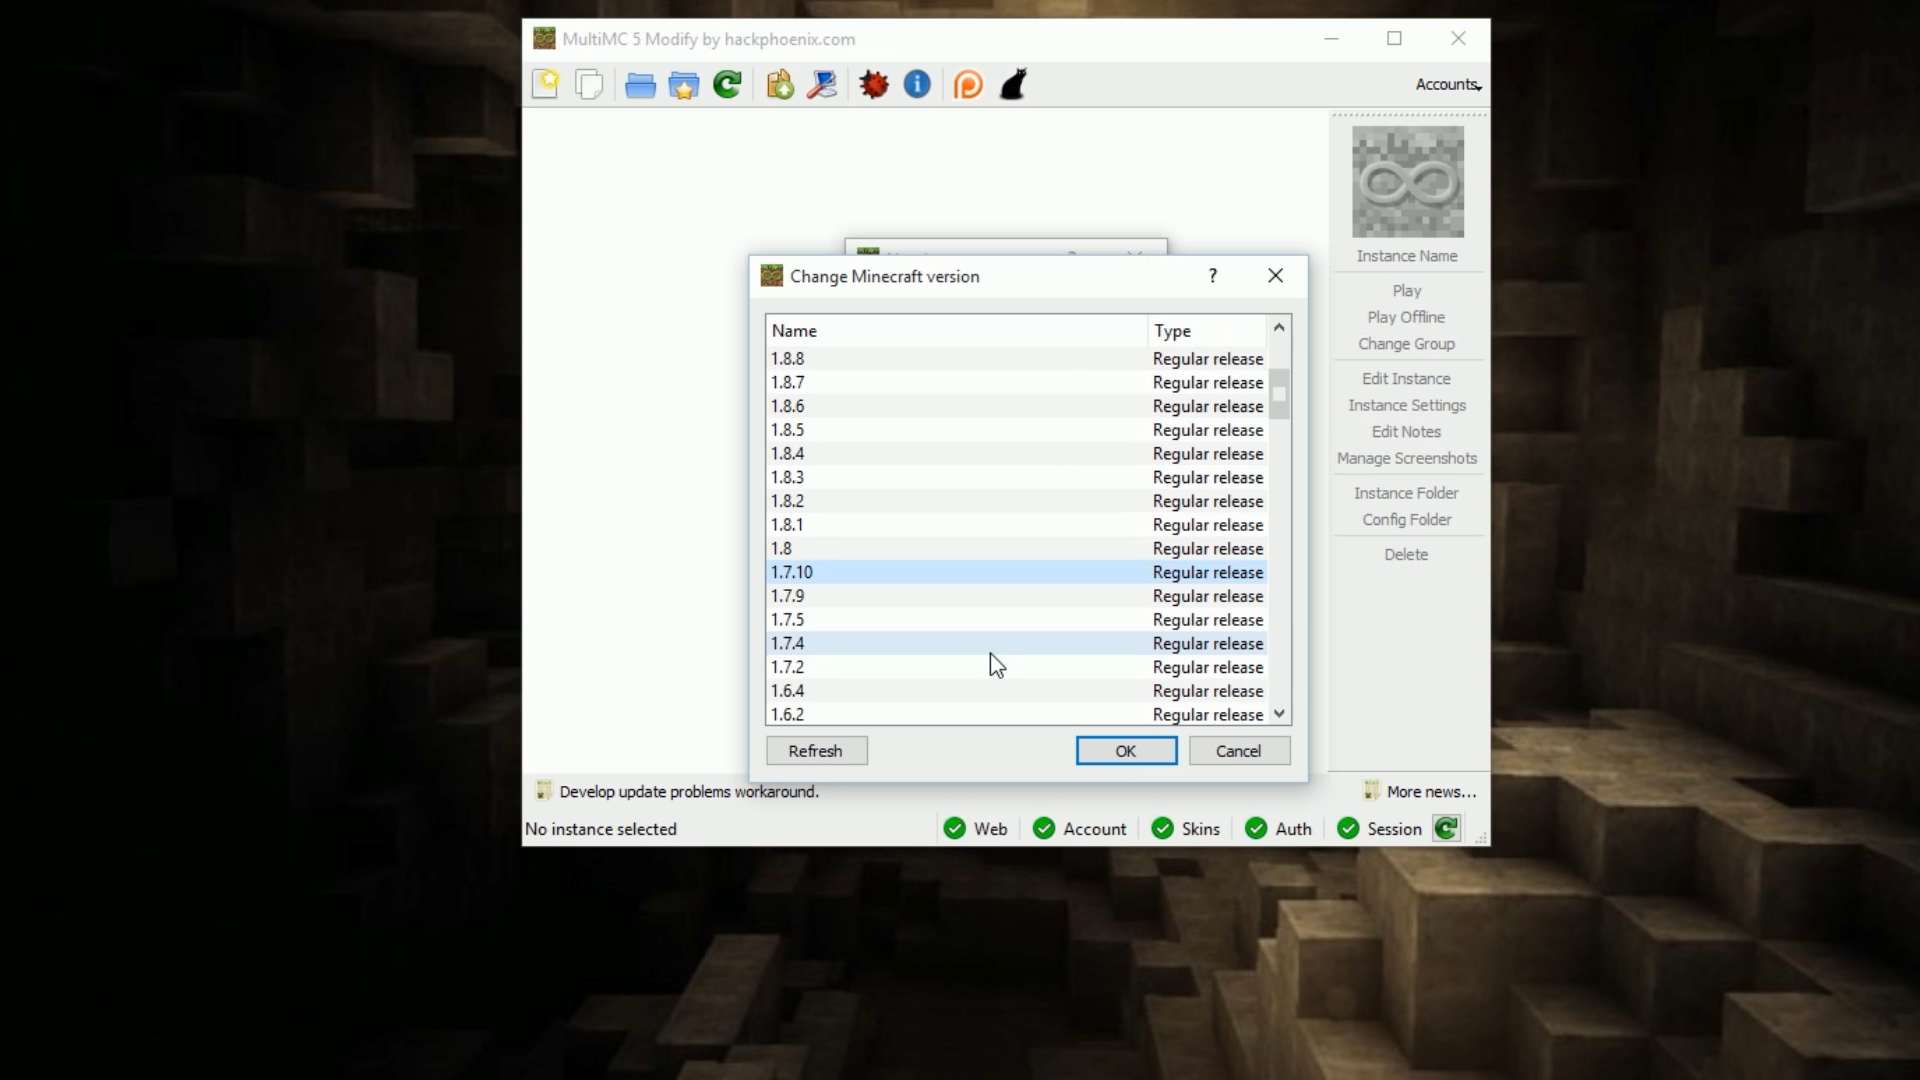 MultiMC 5 Modify by hackphoenix.com
Accounts
Instance Name
Play
Play Offline
Change Group
Edit Instance
Instance Settings
Edit Notes
Manage Screenshots
Instance Folder
Config Folder
Delete
Change Minecraft version
?
Name Type
1.8.8 Regular release
1.8.7 Regular release
1.8.6 Regular release
1.8.5 Regular release
1.8.4 Regular release
1.8.3 Regular release
1.8.2 Regular release
1.8.1 Regular release
1.8 Regular release
1.7.10 Regular release
1.7.9 Regular release
1.7.5 Regular release
1.7.4 Regular release
1.7.2 Regular release
1.6.4 Regular release
1.6.2 Regular release
Refresh OK Cancel
Develop update problems workaround. More news...
No instance selected Web Account Skins Auth Session